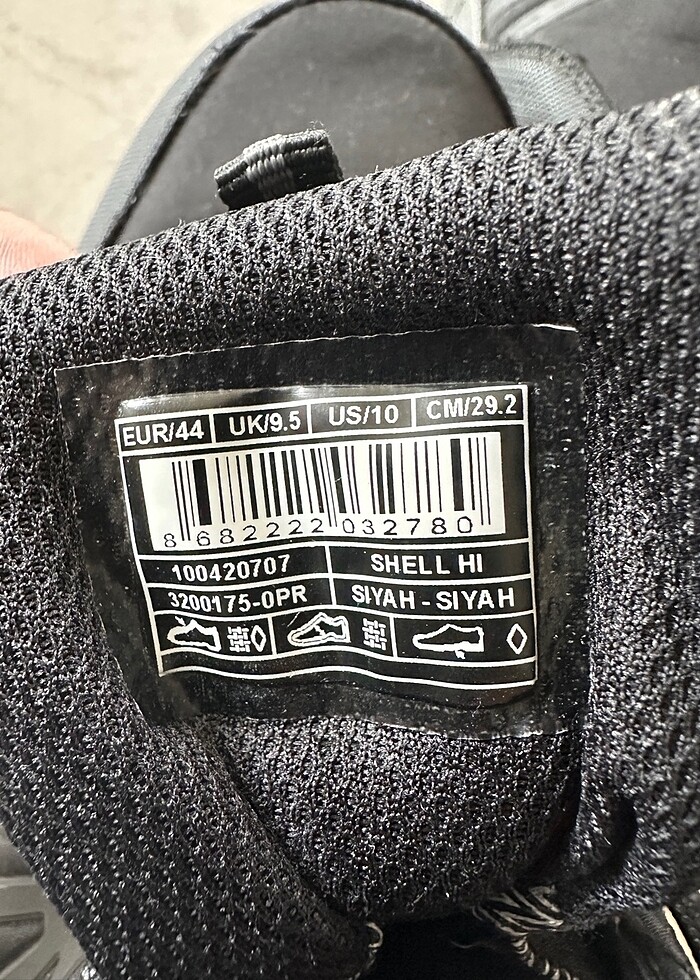 EUR/44 UK/9.5 US/10 CM/29.2
8 682222 032780
100420707 SHELL HI
3200175-0PR SIYAH - SIYAH